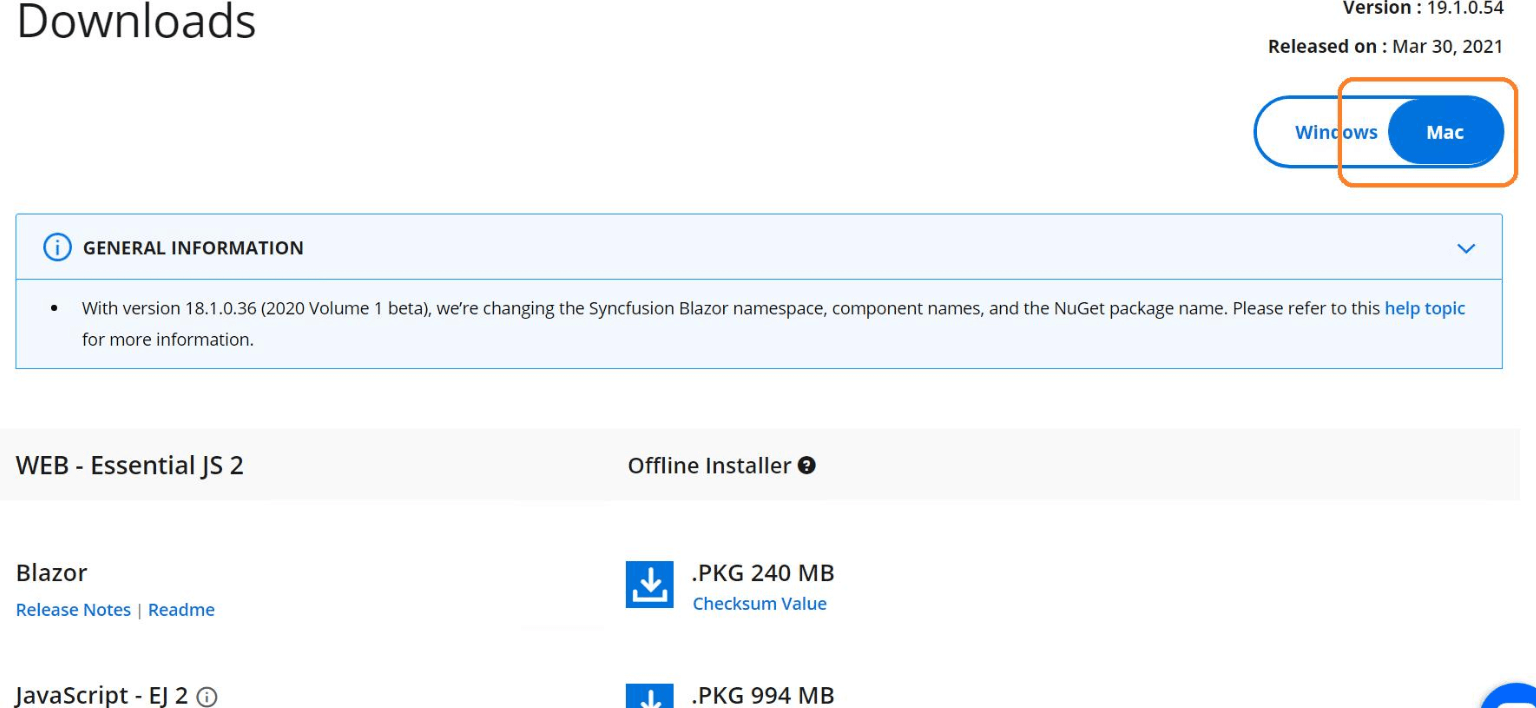 Downloads
Version : 19.1.0.54
Released on : Mar 30, 2021
Windows
Mac
GENERAL INFORMATION
• With version 18.1.0.36 (2020 Volume 1 beta), we’re changing the Syncfusion Blazor namespace, component names, and the NuGet package name. Please refer to this help topic
for more information.
WEB - Essential JS 2
Offline Installer
Blazor
.PKG 240 MB
Release Notes | Readme
Checksum Value
JavaScript - EJ 2
.PKG 994 MB